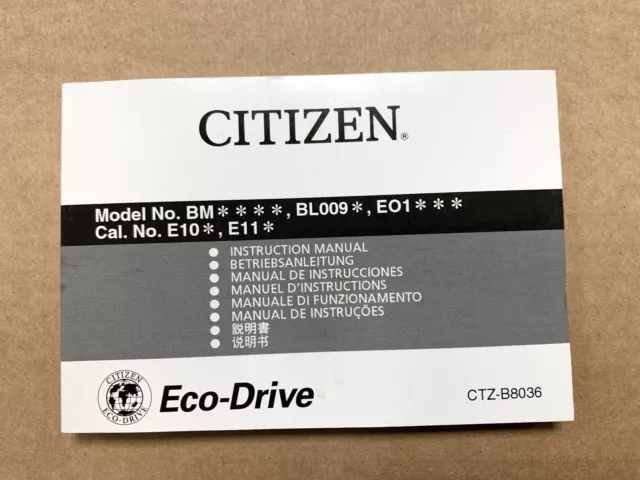 CITIZEN®
Model No. BM＊＊＊＊, BL009＊, EO1＊＊＊
Cal. No. E10＊, E11＊
● INSTRUCTION MANUAL
● BETRIEBSANLEITUNG
● MANUAL DE INSTRUCCIONES
● MANUEL D'INSTRUCTIONS
● MANUALE DI FUNZIONAMENTO
● MANUAL DE INSTRUÇÕES
● 説明書
● 说明书
CITIZEN
ECO-DRIVE
Eco-Drive
CTZ-B8036